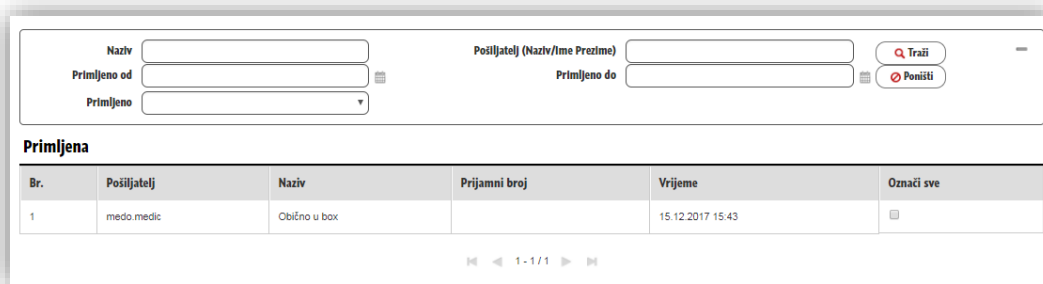 Naziv Pošiljatelj (Naziv/Ime Prezime) Traži
Primljeno od Primljeno do Poništi
Primljeno
Primljena
Br. Pošiljatelj Naziv Prijamni broj Vrijeme Označi sve
1 medo.medic Obično u box 15.12.2017 15:43
1 - 1 / 1